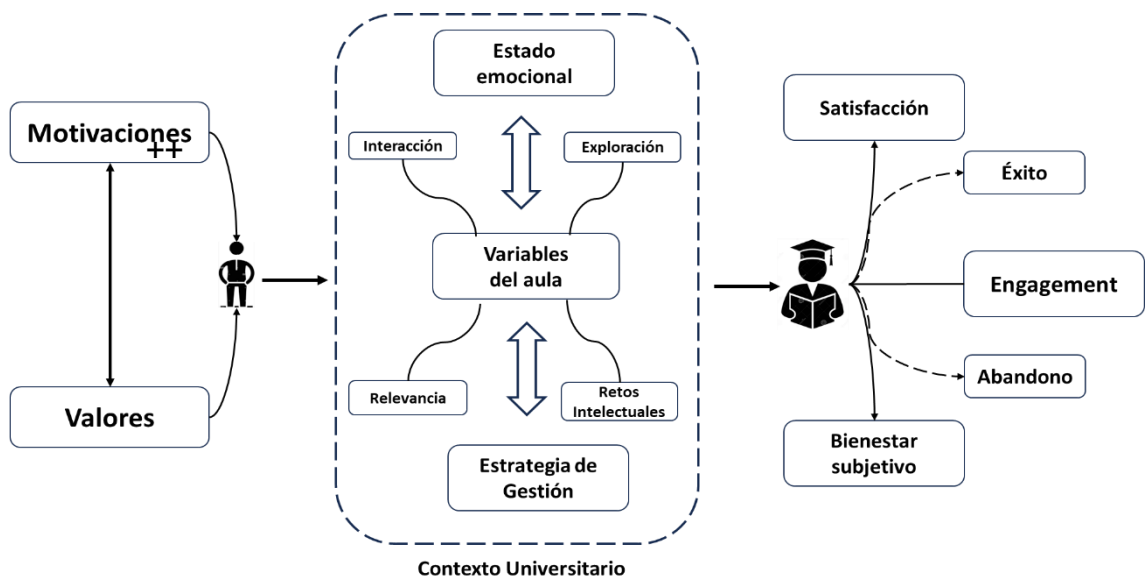 Motivaciones
++
Valores
Estado
emocional
Interacción
Exploración
Variables
del aula
Relevancia
Retos
Intelectuales
Estrategia de
Gestión
Contexto Universitario
Satisfacción
Éxito
Engagement
Abandono
Bienestar
subjetivo